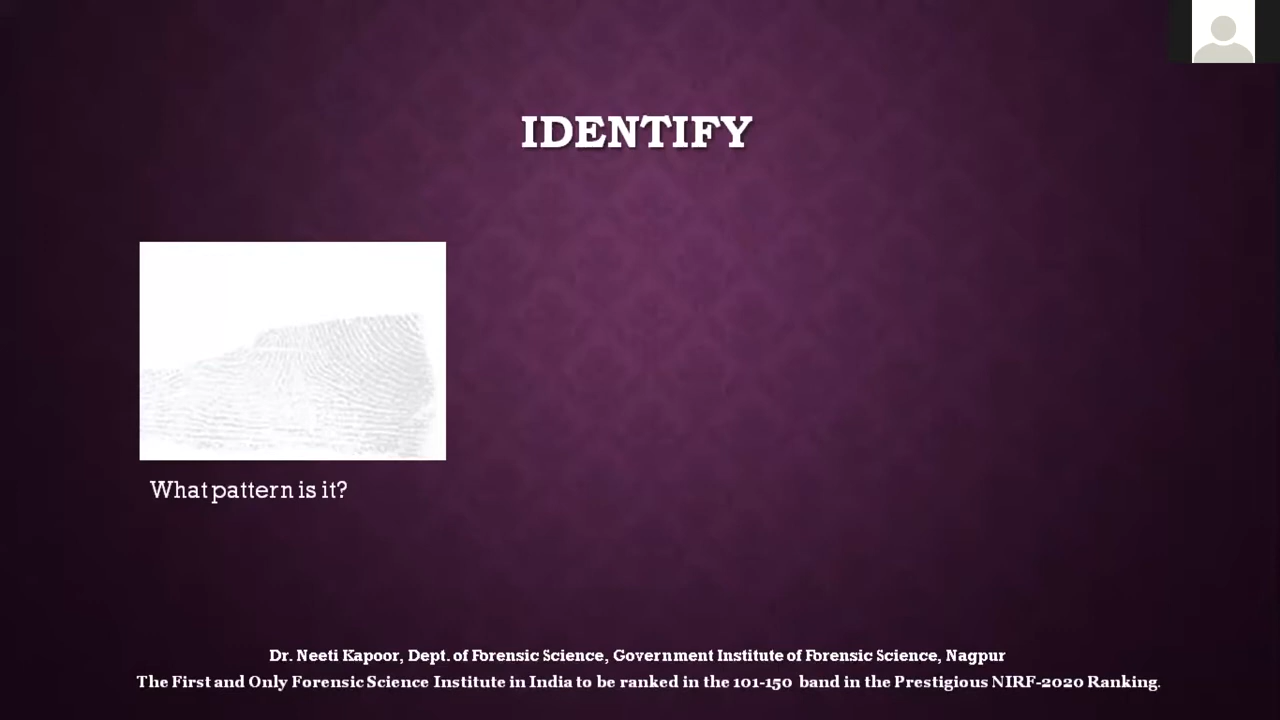 IDENTIFY
What pattern is it?
Dr. Neeti Kapoor, Dept. of Forensic Science, Government Institute of Forensic Science, Nagpur
The First and Only Forensic Science Institute in India to be ranked in the 101-150 band in the Prestigious NIRF-2020 Ranking.